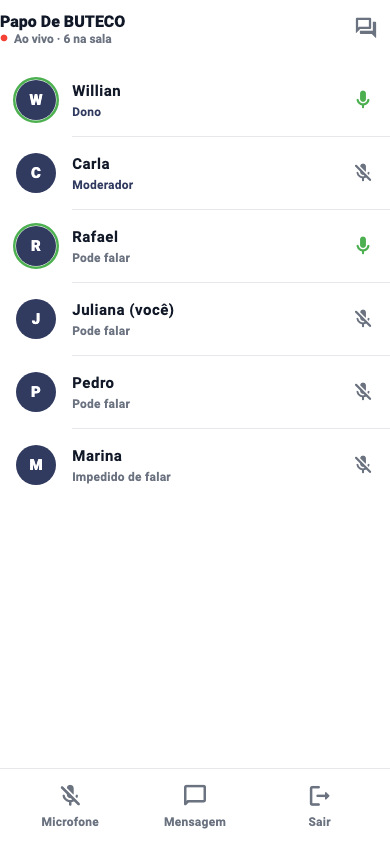 Papo De BUTECO
Ao vivo · 6 na sala
W
Willian
Dono
C
Carla
Moderador
R
Rafael
Pode falar
J
Juliana (você)
Pode falar
P
Pedro
Pode falar
M
Marina
Impedido de falar
Microfone
Mensagem
Sair